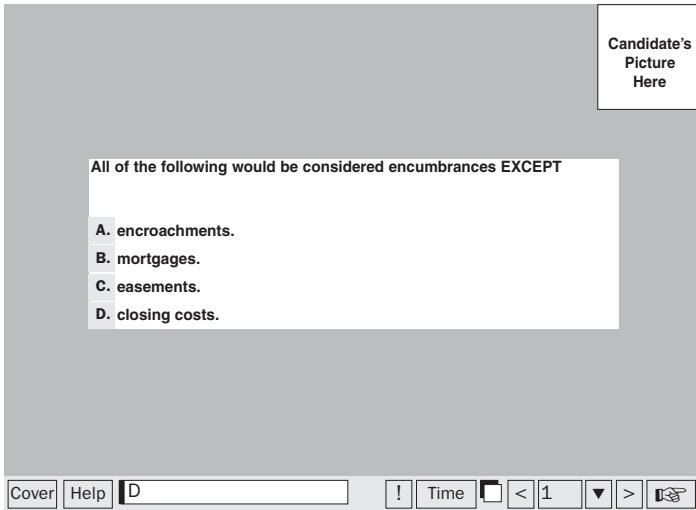 Candidate's
Picture
Here
All of the following would be considered encumbrances EXCEPT
A. encroachments.
B. mortgages.
C. easements.
D. closing costs.
Cover Help D ! Time < 1 ▼ > ☞